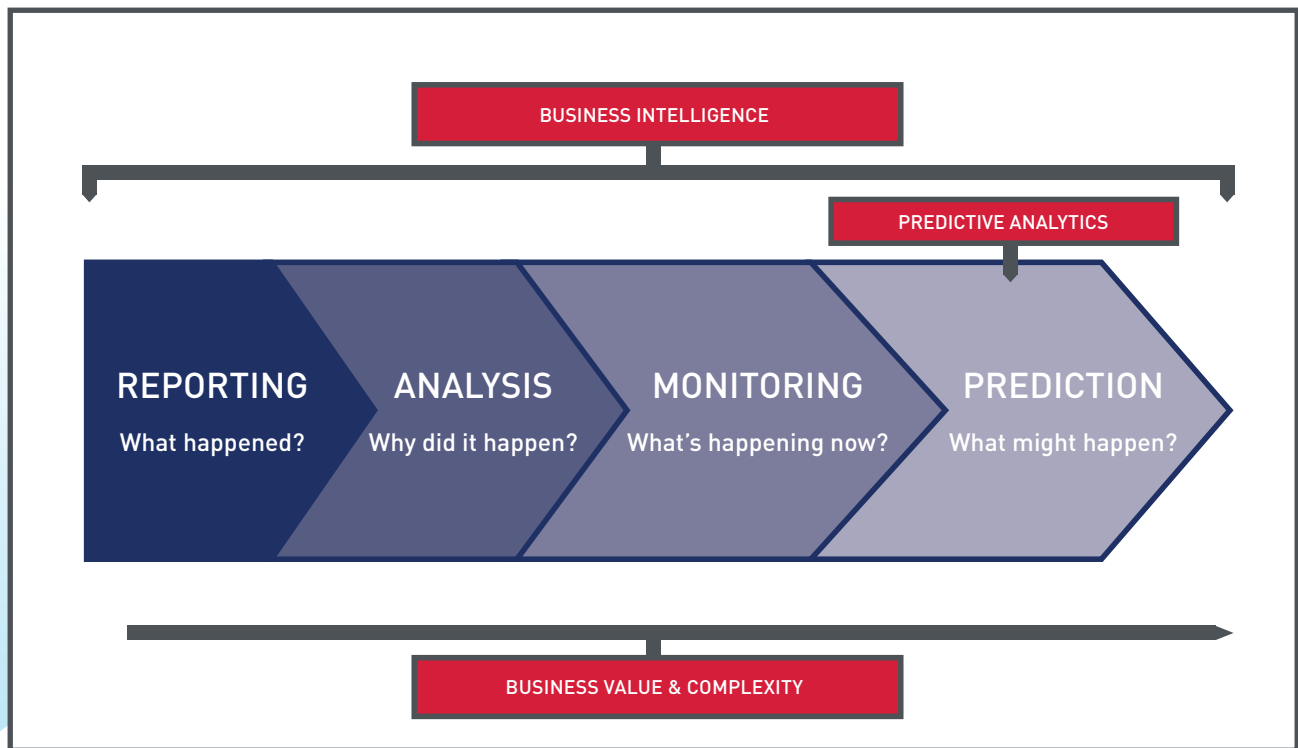 BUSINESS INTELLIGENCE
PREDICTIVE ANALYTICS
REPORTING
What happened?
ANALYSIS
Why did it happen?
MONITORING
What's happening now?
PREDICTION
What might happen?
BUSINESS VALUE & COMPLEXITY